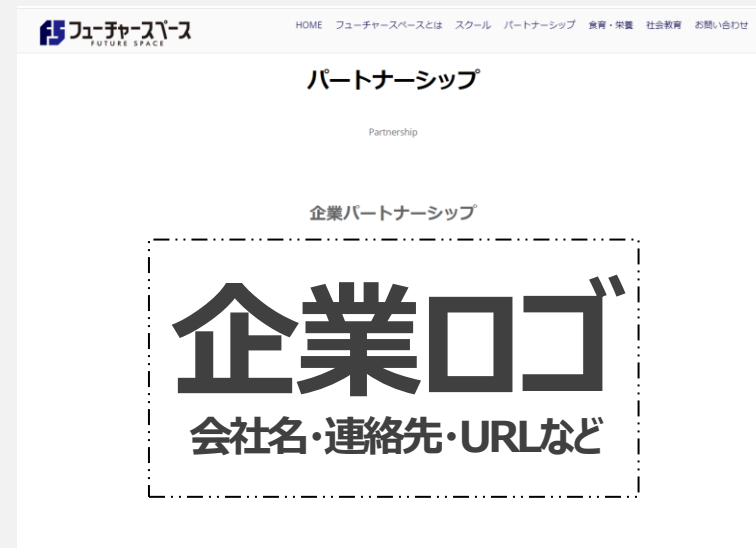 フューチャースペース
FUTURE SPACE
HOME フューチャースペースとは スクール パートナーシップ 食育・栄養 社会教育 お問い合わせ
パートナーシップ
Partnership
企業パートナーシップ
企業ロゴ
会社名・連絡先・URLなど